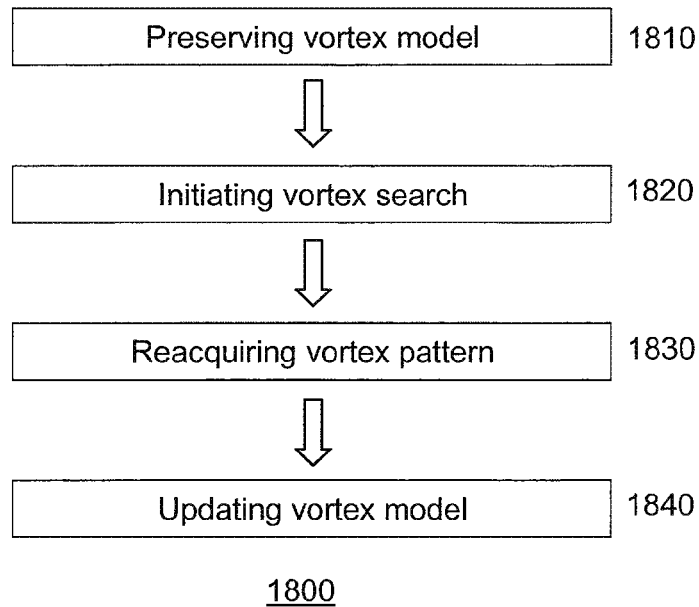 Preserving vortex model 1810
Initiating vortex search 1820
Reacquiring vortex pattern 1830
Updating vortex model 1840
1800